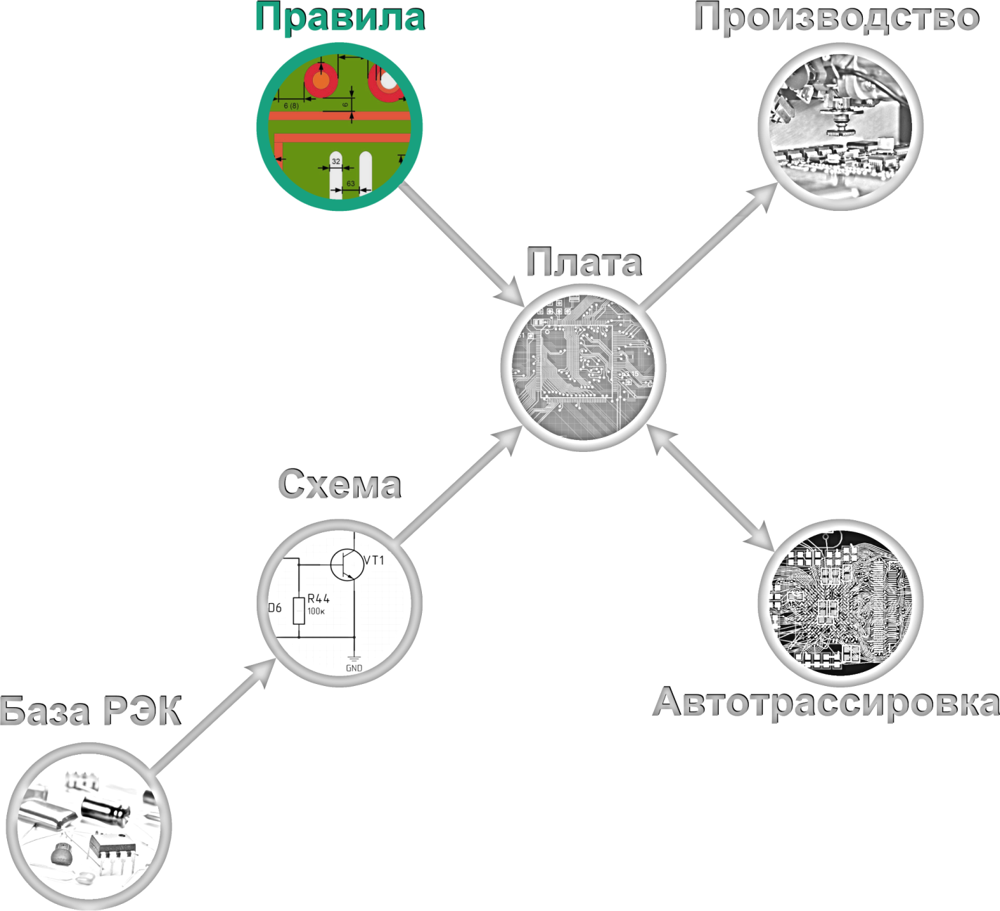 Правила
Производство
6 (8)
6
32
63
Плата
Схема
VT1
R44
100к
D6
GND
База РЭК
Автотрассировка